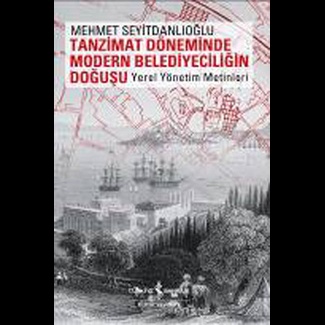 MEHMET SEYİTDANLIOĞLU
TANZİMAT DÖNEMİNDE
MODERN BELEDİYECİLİĞİN
DOĞUŞU Yerel Yönetim Metinleri